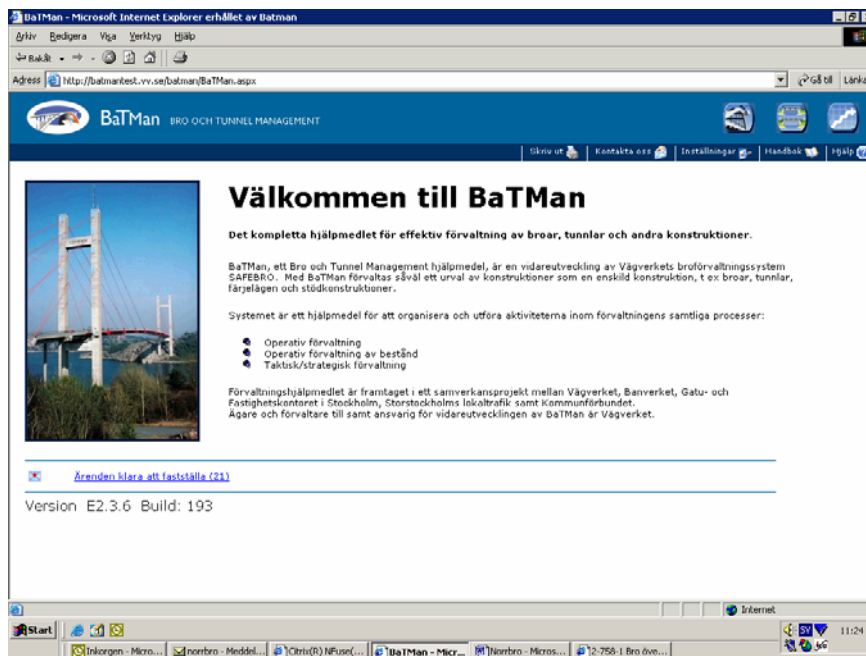 BaTMan - Microsoft Internet Explorer erhållet av Batman
Arkiv Redigera Visa Verktyg Hjälp
Bakåt
Adress http://batmantest.vv.se/batman/BaTMan.aspx Gå till Länka
BaTMan BRO OCH TUNNEL MANAGEMENT
Skriv ut Kontakta oss Inställningar Handbok Hjälp
Välkommen till BaTMan
Det kompletta hjälpmedlet för effektiv förvaltning av broar, tunnlar och andra konstruktioner.
BaTMan, ett Bro och Tunnel Management hjälpmedel, är en vidareutveckling av Vägverkets broförvaltningssystem
SAFEBRO. Med BaTMan förvaltas såväl ett urval av konstruktioner som en enskild konstruktion, t ex broar, tunnlar,
färjelägen och stödkonstruktioner.
Systemet är ett hjälpmedel för att organisera och utföra aktiviteterna inom förvaltningens samtliga processer:
Operativ förvaltning
Operativ förvaltning av bestånd
Taktisk/strategisk förvaltning
Förvaltningshjälpmedlet är framtaget i ett samverkansprojekt mellan Vägverket, Banverket, Gatu- och
Fastighetskontoret i Stockholm, Storstockholms lokaltrafik samt Kommunförbundet.
Ägare och förvaltare till samt ansvarig för vidareutvecklingen av BaTMan är Vägverket.
Ärenden klara att fastställa (21)
Version E2.3.6 Build: 193
Internet
Start SV 11:24
Inkorgen - Micro... norrbro - Meddel... Citrix(R) NFuse(... BaTMan - Micr... Norrbro - Micros... 2-758-1 Bro öve...